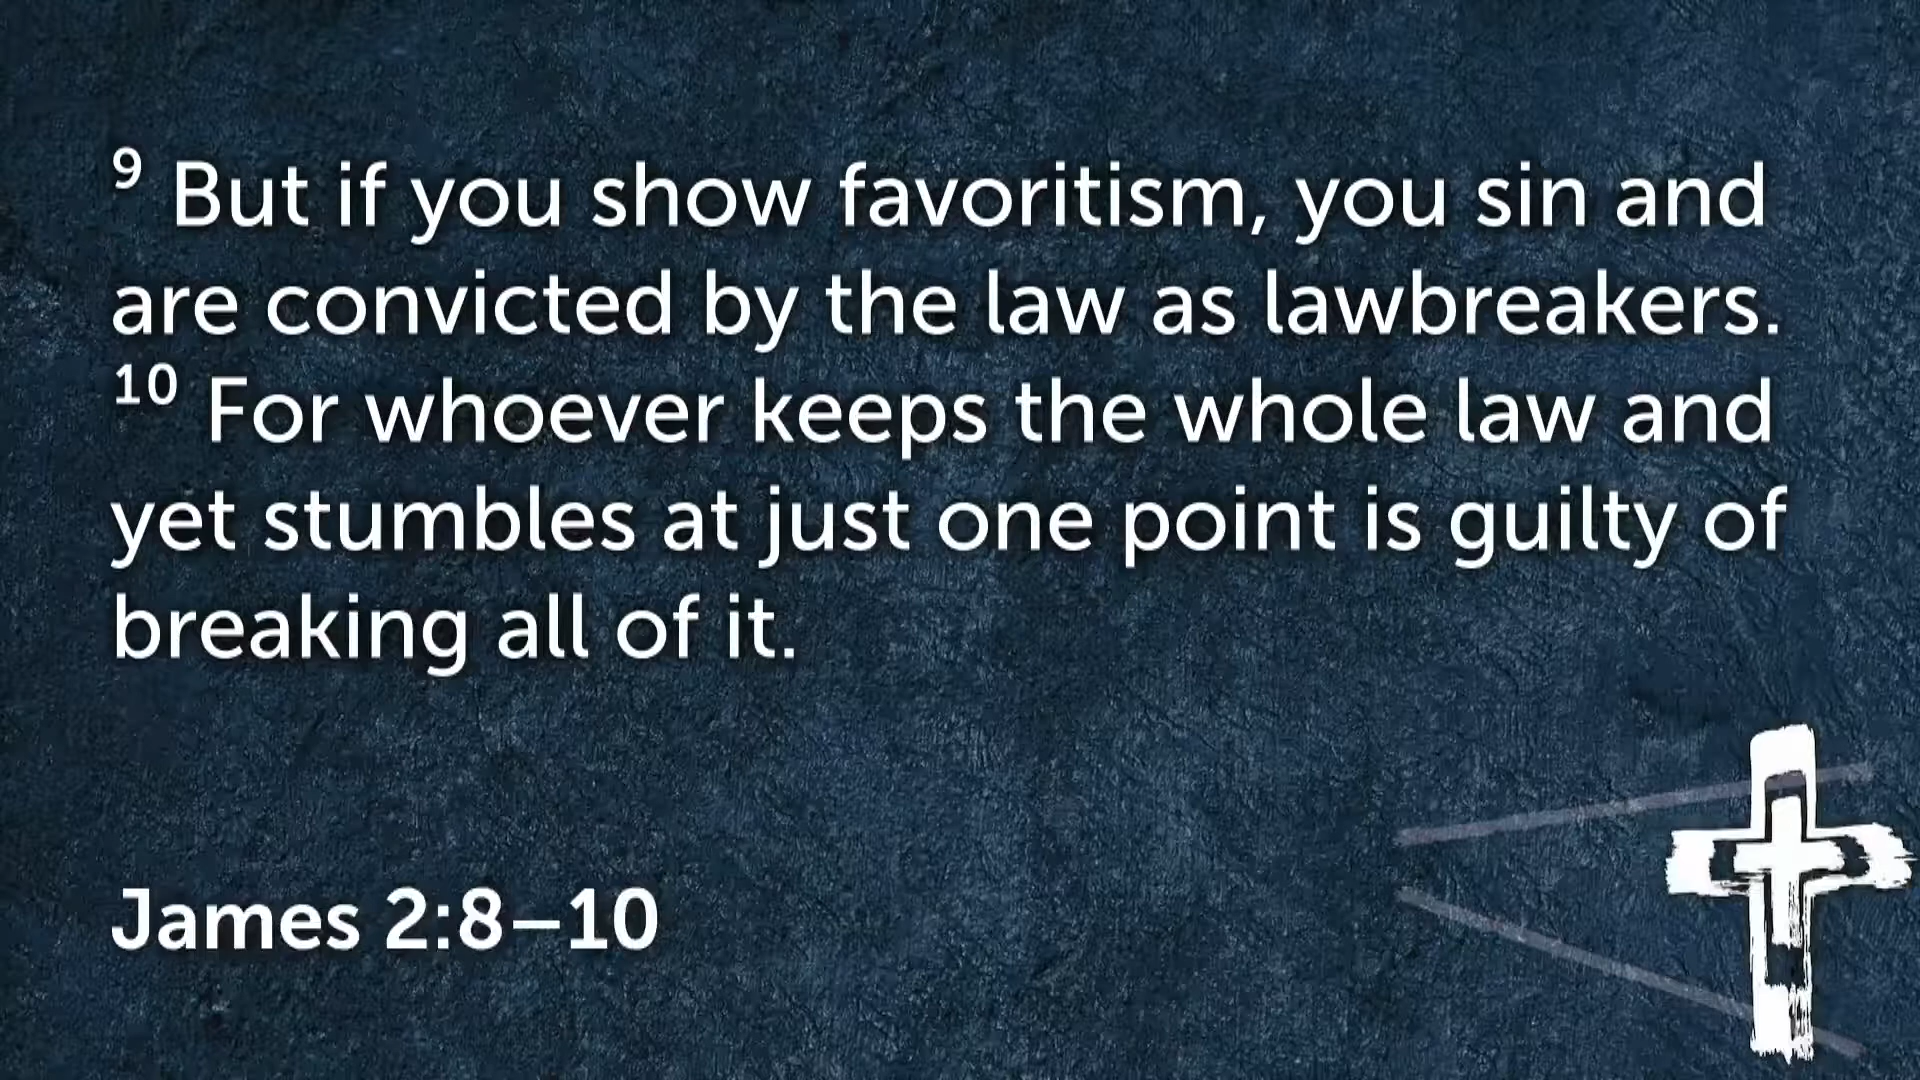 ⁹ But if you show favoritism, you sin and
are convicted by the law as lawbreakers.
¹⁰ For whoever keeps the whole law and
yet stumbles at just one point is guilty of
breaking all of it.
James 2:8–10